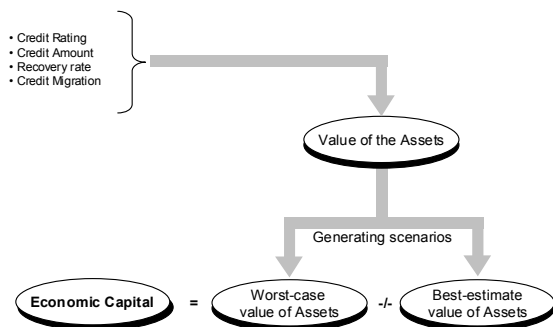 • Credit Rating
• Credit Amount
• Recovery rate
• Credit Migration
Value of the Assets
Generating scenarios
Economic Capital = Worst-case value of Assets -/- Best-estimate value of Assets